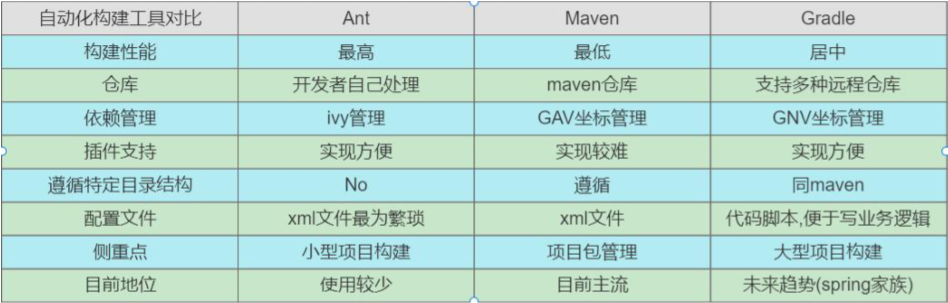 自动化构建工具对比 Ant Maven Gradle
构建性能 最高 最低 居中
仓库 开发者自己处理 maven仓库 支持多种远程仓库
依赖管理 ivy管理 GAV坐标管理 GNV坐标管理
插件支持 实现方便 实现较难 实现方便
遵循特定目录结构 No 遵循 同maven
配置文件 xml文件最为繁琐 xml文件 代码脚本,便于写业务逻辑
侧重点 小型项目构建 项目包管理 大型项目构建
目前地位 使用较少 目前主流 未来趋势(spring家族)